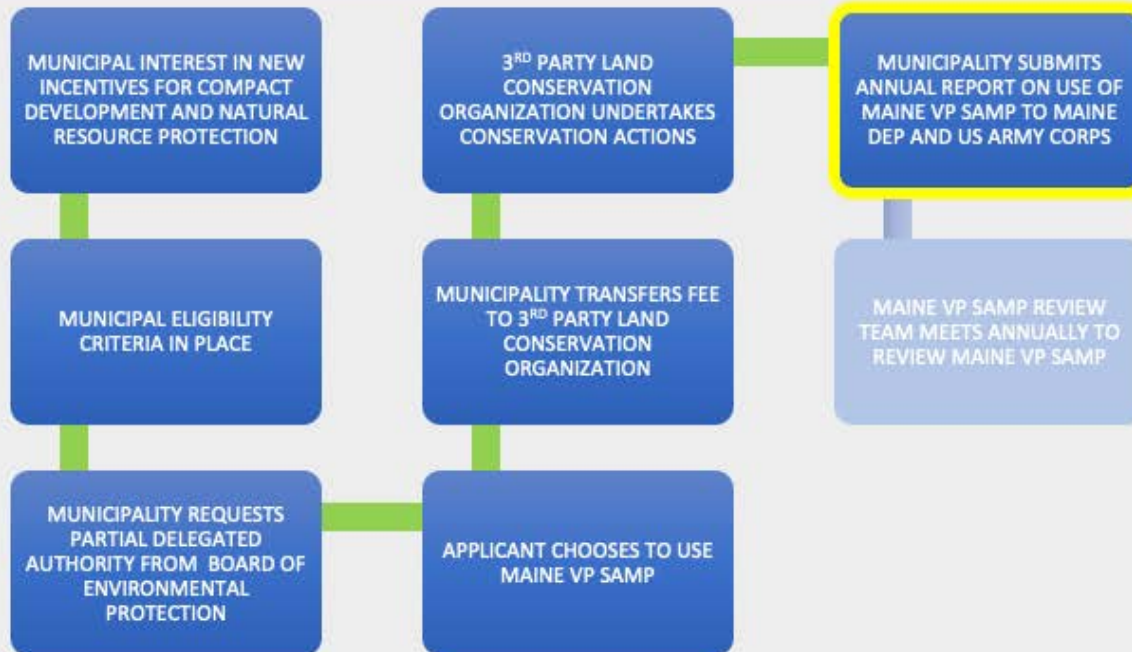 MUNICIPAL INTEREST IN NEW
INCENTIVES FOR COMPACT
DEVELOPMENT AND NATURAL
RESOURCE PROTECTION
MUNICIPAL ELIGIBILITY
CRITERIA IN PLACE
MUNICIPALITY REQUESTS
PARTIAL DELEGATED
AUTHORITY FROM BOARD OF
ENVIRONMENTAL
PROTECTION
APPLICANT CHOOSES TO USE
MAINE VP SAMP
MUNICIPALITY TRANSFERS FEE
TO 3RD PARTY LAND
CONSERVATION
ORGANIZATION
3RD PARTY LAND
CONSERVATION
ORGANIZATION UNDERTAKES
CONSERVATION ACTIONS
MUNICIPALITY SUBMITS
ANNUAL REPORT ON USE OF
MAINE VP SAMP TO MAINE
DEP AND US ARMY CORPS
MAINE VP SAMP REVIEW
TEAM MEETS ANNUALLY TO
REVIEW MAINE VP SAMP